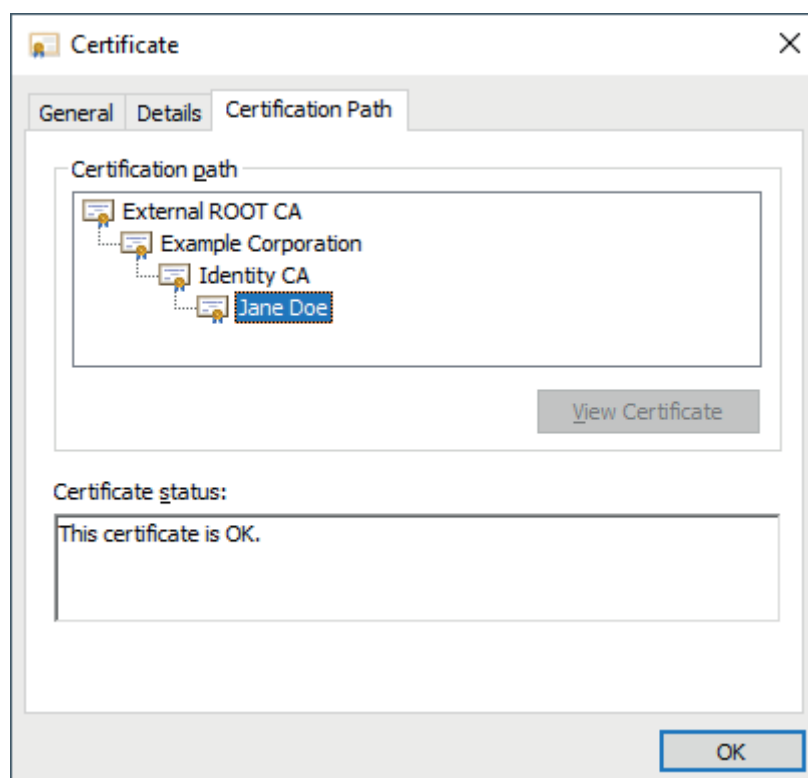 Certificate
General Details Certification Path
Certification path
External ROOT CA
Example Corporation
Identity CA
Jane Doe
View Certificate
Certificate status:
This certificate is OK.
OK